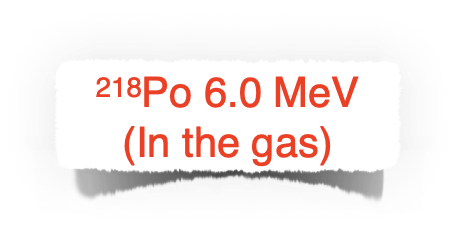 ²¹⁸Po 6.0 MeV
(In the gas)